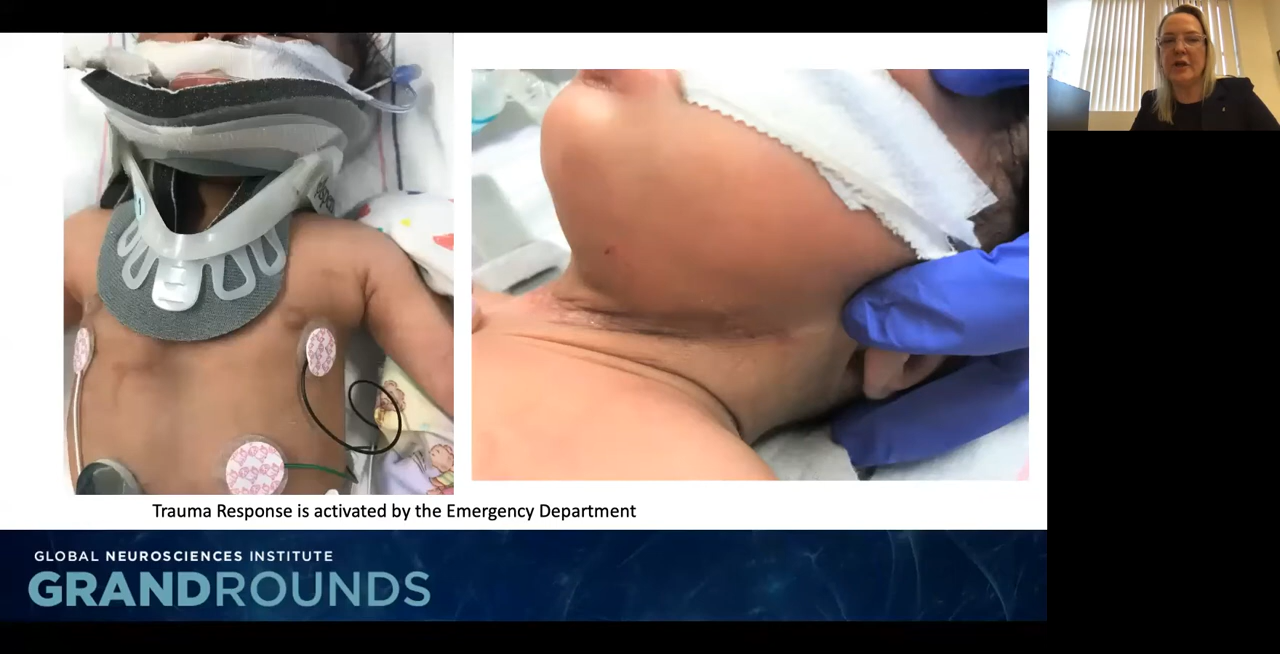 Trauma Response is activated by the Emergency Department
GLOBAL NEUROSCIENCES INSTITUTE
GRANDROUNDS